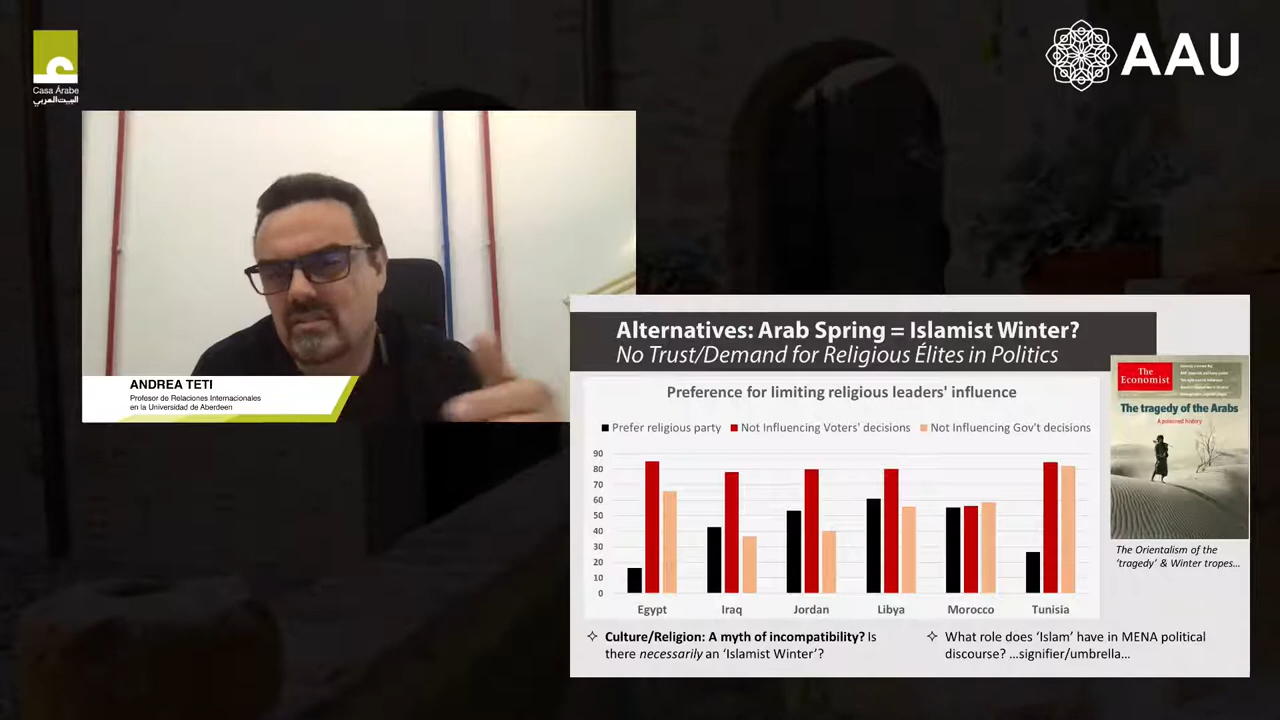 Casa Árabe
البيت العربي
AAU
ANDREA TETI
Profesor de Relaciones Internacionales
en la Universidad de Aberdeen
Alternatives: Arab Spring = Islamist Winter?
No Trust/Demand for Religious Élites in Politics
Preference for limiting religious leaders' influence
Prefer religious party
Not Influencing Voters' decisions
Not Influencing Gov't decisions
90
80
70
60
50
40
30
20
10
0
Egypt
Iraq
Jordan
Libya
Morocco
Tunisia
The
Economist
The tragedy of the Arabs
A poisoned history
The Orientalism of the
‘tragedy’ & Winter tropes…
Culture/Religion: A myth of incompatibility? Is
there necessarily an ‘Islamist Winter’?
What role does ‘Islam’ have in MENA political
discourse? …signifier/umbrella…